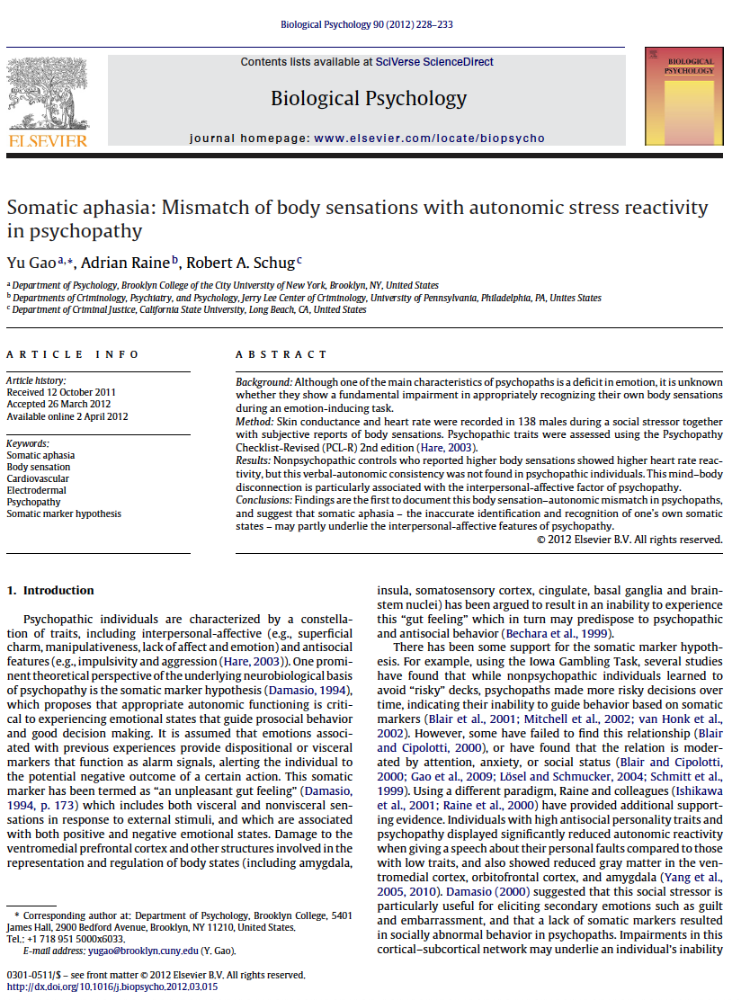 Biological Psychology 90 (2012) 228–233
Contents lists available at SciVerse ScienceDirect
Biological Psychology
journal homepage: www.elsevier.com/locate/biopsycho
ELSEVIER
BIOLOGICAL
PSYCHOLOGY
Somatic aphasia: Mismatch of body sensations with autonomic stress reactivity
in psychopathy
Yu Gao a,*, Adrian Raine b, Robert A. Schug c
a Department of Psychology, Brooklyn College of the City University of New York, Brooklyn, NY, United States
b Departments of Criminology, Psychiatry, and Psychology, Jerry Lee Center of Criminology, University of Pennsylvania, Philadelphia, PA, Unites States
c Department of Criminal Justice, California State University, Long Beach, CA, United States
ARTICLE INFO
Article history:
Received 12 October 2011
Accepted 26 March 2012
Available online 2 April 2012
Keywords:
Somatic aphasia
Body sensation
Cardiovascular
Electrodermal
Psychopathy
Somatic marker hypothesis
ABSTRACT
Background: Although one of the main characteristics of psychopaths is a deficit in emotion, it is unknown
whether they show a fundamental impairment in appropriately recognizing their own body sensations
during an emotion-inducing task.
Method: Skin conductance and heart rate were recorded in 138 males during a social stressor together
with subjective reports of body sensations. Psychopathic traits were assessed using the Psychopathy
Checklist-Revised (PCL-R) 2nd edition (Hare, 2003).
Results: Nonpsychopathic controls who reported higher body sensations showed higher heart rate reac-
tivity, but this verbal-autonomic consistency was not found in psychopathic individuals. This mind–body
disconnection is particularly associated with the interpersonal-affective factor of psychopathy.
Conclusions: Findings are the first to document this body sensation–autonomic mismatch in psychopaths,
and suggest that somatic aphasia – the inaccurate identification and recognition of one's own somatic
states – may partly underlie the interpersonal-affective features of psychopathy.
© 2012 Elsevier B.V. All rights reserved.
1. Introduction
Psychopathic individuals are characterized by a constella-
tion of traits, including interpersonal-affective (e.g., superficial
charm, manipulativeness, lack of affect and emotion) and antisocial
features (e.g., impulsivity and aggression (Hare, 2003)). One prom-
inent theoretical perspective of the underlying neurobiological basis
of psychopathy is the somatic marker hypothesis (Damasio, 1994),
which proposes that appropriate autonomic functioning is criti-
cal to experiencing emotional states that guide prosocial behavior
and good decision making. It is assumed that emotions associ-
ated with previous experiences provide dispositional or visceral
markers that function as alarm signals, alerting the individual to
the potential negative outcome of a certain action. This somatic
marker has been termed as “an unpleasant gut feeling” (Damasio,
1994, p. 173) which includes both visceral and nonvisceral sen-
sations in response to external stimuli, and which are associated
with both positive and negative emotional states. Damage to the
ventromedial prefrontal cortex and other structures involved in the
representation and regulation of body states (including amygdala,
* Corresponding author at: Department of Psychology, Brooklyn College, 5401
James Hall, 2900 Bedford Avenue, Brooklyn, NY 11210, United States.
Tel.: +1 718 951 5000x6033.
E-mail address: yugao@brooklyn.cuny.edu (Y. Gao).
insula, somatosensory cortex, cingulate, basal ganglia and brain-
stem nuclei) has been argued to result in an inability to experience
this “gut feeling” which in turn may predispose to psychopathic
and antisocial behavior (Bechara et al., 1999).
There has been some support for the somatic marker hypoth-
esis. For example, using the Iowa Gambling Task, several studies
have found that while nonpsychopathic individuals learned to
avoid “risky” decks, psychopaths made more risky decisions over
time, indicating their inability to guide behavior based on somatic
markers (Blair et al., 2001; Mitchell et al., 2002; van Honk et al.,
2002). However, some have failed to find this relationship (Blair
and Cipolotti, 2000), or have found that the relation is moder-
ated by attention, anxiety, or social status (Blair and Cipolotti,
2000; Gao et al., 2009; Lösel and Schmucker, 2004; Schmitt et al.,
1999). Using a different paradigm, Raine and colleagues (Ishikawa
et al., 2001; Raine et al., 2000) have provided additional support-
ing evidence. Individuals with high antisocial personality traits and
psychopathy displayed significantly reduced autonomic reactivity
when giving a speech about their personal faults compared to those
with low traits, and also showed reduced gray matter in the ven-
tromedial cortex, orbitofrontal cortex, and amygdala (Yang et al.,
2005, 2010). Damasio (2000) suggested that this social stressor is
particularly useful for eliciting secondary emotions such as guilt
and embarrassment, and that a lack of somatic markers resulted
in socially abnormal behavior in psychopaths. Impairments in this
cortical–subcortical network may underlie an individual's inability
0301-0511/$ – see front matter © 2012 Elsevier B.V. All rights reserved.
http://dx.doi.org/10.1016/j.biopsycho.2012.03.015